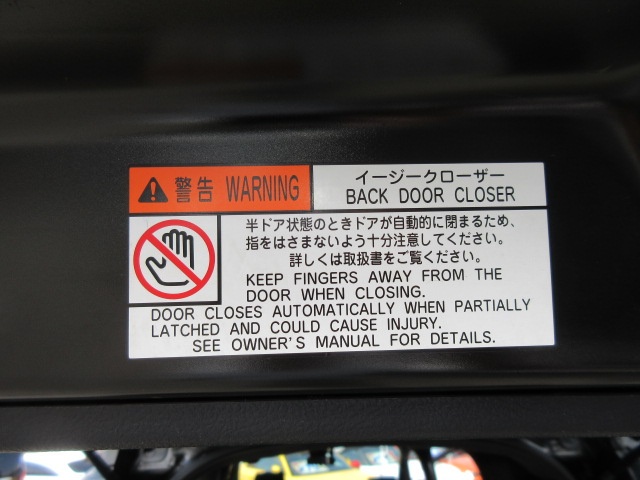 警告 WARNING
イージークローザー
BACK DOOR CLOSER
半ドア状態のときドアが自動的に閉まるため、
指をはさまないよう十分注意してください。
詳しくは取扱書をご覧ください。
KEEP FINGERS AWAY FROM THE
DOOR WHEN CLOSING.
DOOR CLOSES AUTOMATICALLY WHEN PARTIALLY
LATCHED AND COULD CAUSE INJURY.
SEE OWNER'S MANUAL FOR DETAILS.